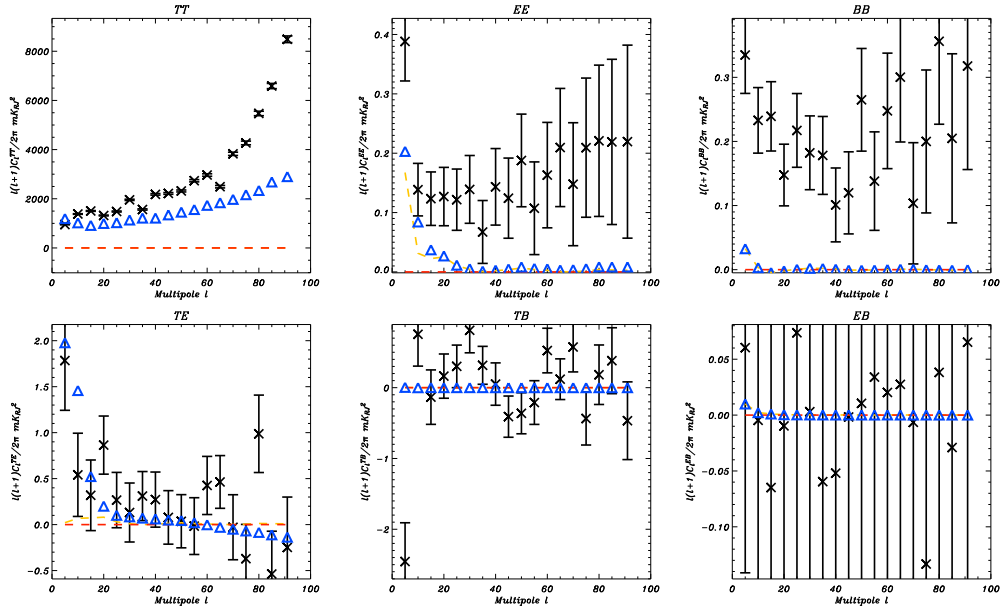 TT
8000
6000
4000
2000
0
l(l+1)C_l^TT/2π mK_RJ^2
0 20 40 60 80 100
Multipole l
EE
0.4
0.3
0.2
0.1
0.0
l(l+1)C_l^EE/2π mK_RJ^2
0 20 40 60 80 100
Multipole l
BB
0.3
0.2
0.1
0.0
l(l+1)C_l^BB/2π mK_RJ^2
0 20 40 60 80 100
Multipole l
TE
2.0
1.5
1.0
0.5
0.0
-0.5
l(l+1)C_l^TE/2π mK_RJ^2
0 20 40 60 80 100
Multipole l
TB
0
-1
-2
l(l+1)C_l^TB/2π mK_RJ^2
0 20 40 60 80 100
Multipole l
EB
0.05
0.00
-0.05
-0.10
l(l+1)C_l^EB/2π mK_RJ^2
0 20 40 60 80 100
Multipole l